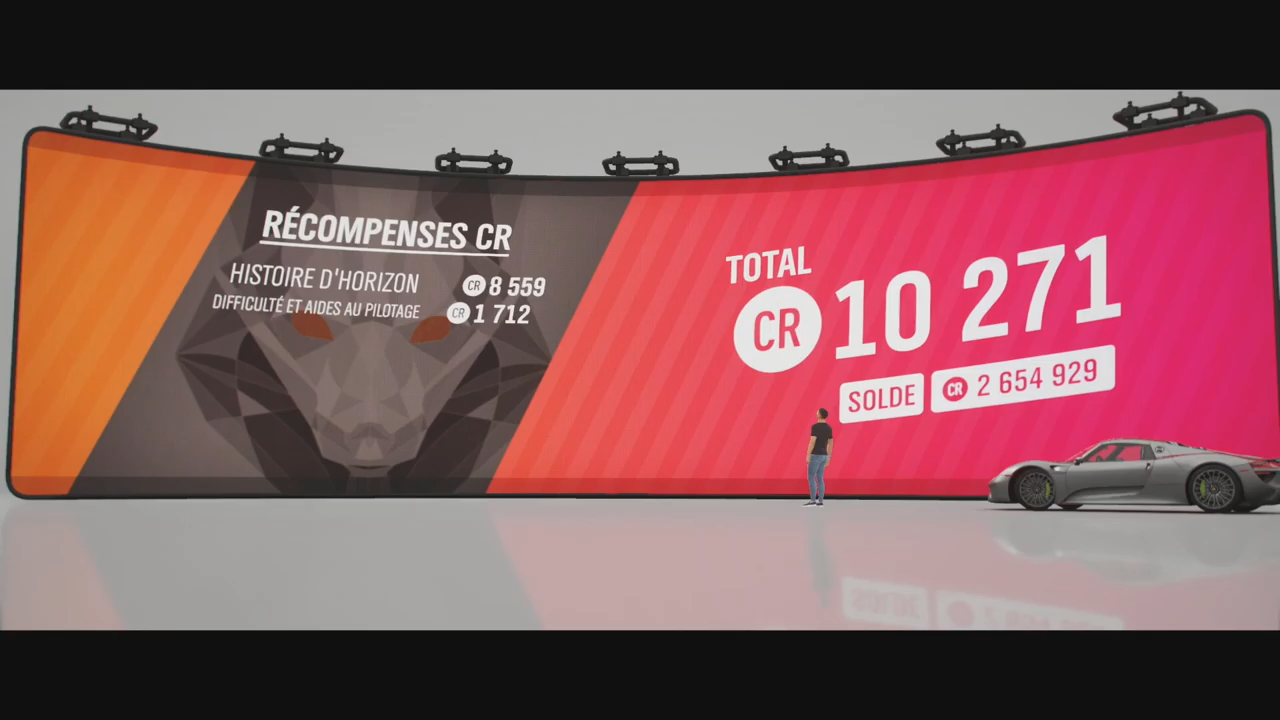 RÉCOMPENSES CR
HISTOIRE D'HORIZON CR 8 559
DIFFICULTÉ ET AIDES AU PILOTAGE CR 1 712
TOTAL
CR 10 271
SOLDE CR 2 654 929